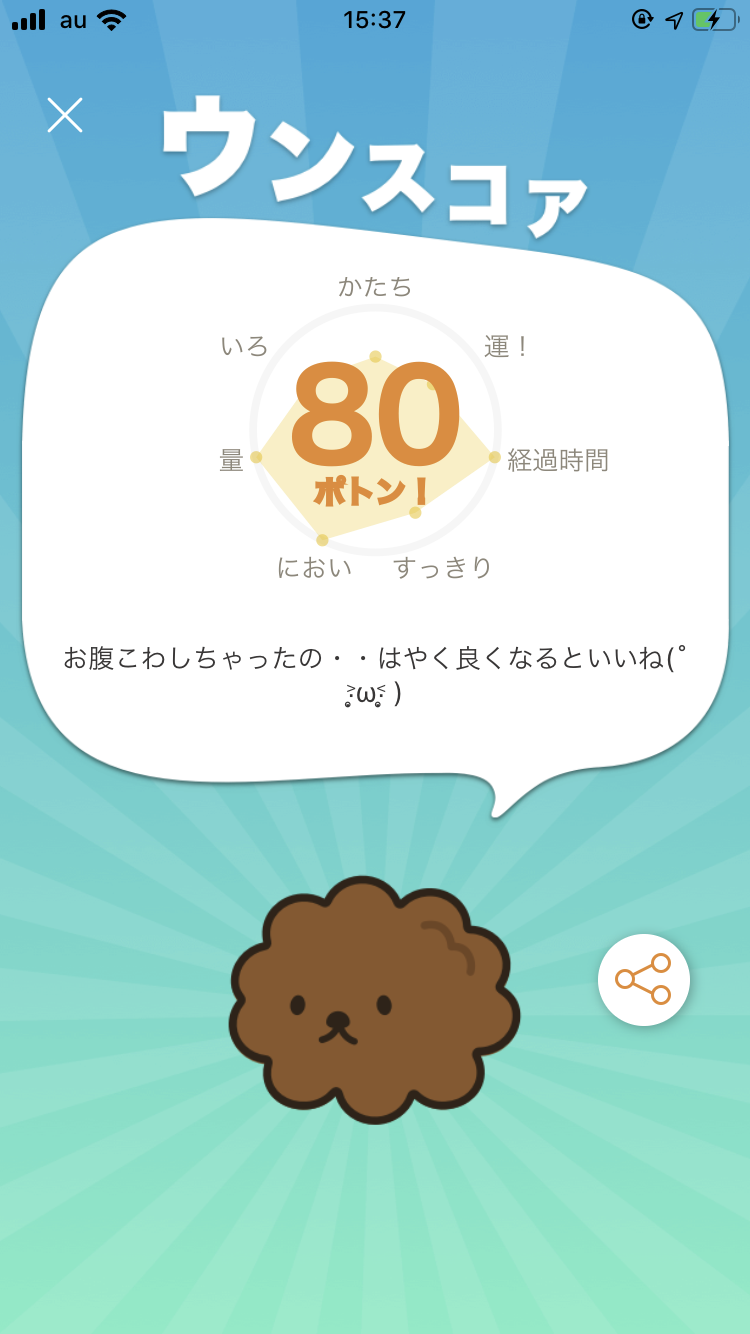 au 15:37
ウンスコア
かたち
いろ
運！
量
経過時間
80
ポトン！
におい
すっきり
お腹こわしちゃったの・・はやく良くなるといいね(ﾟ
ω )